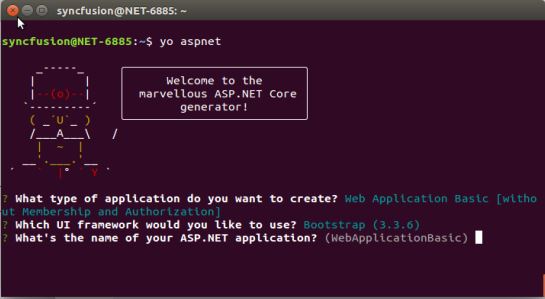 syncfusion@NET-6885: ~
syncfusion@NET-6885:~$ yo aspnet
Welcome to the
marvellous ASP.NET Core
generator!
? What type of application do you want to create? Web Application Basic [witho
ut Membership and Authorization]
? Which UI framework would you like to use? Bootstrap (3.3.6)
? What's the name of your ASP.NET application? (WebApplicationBasic)